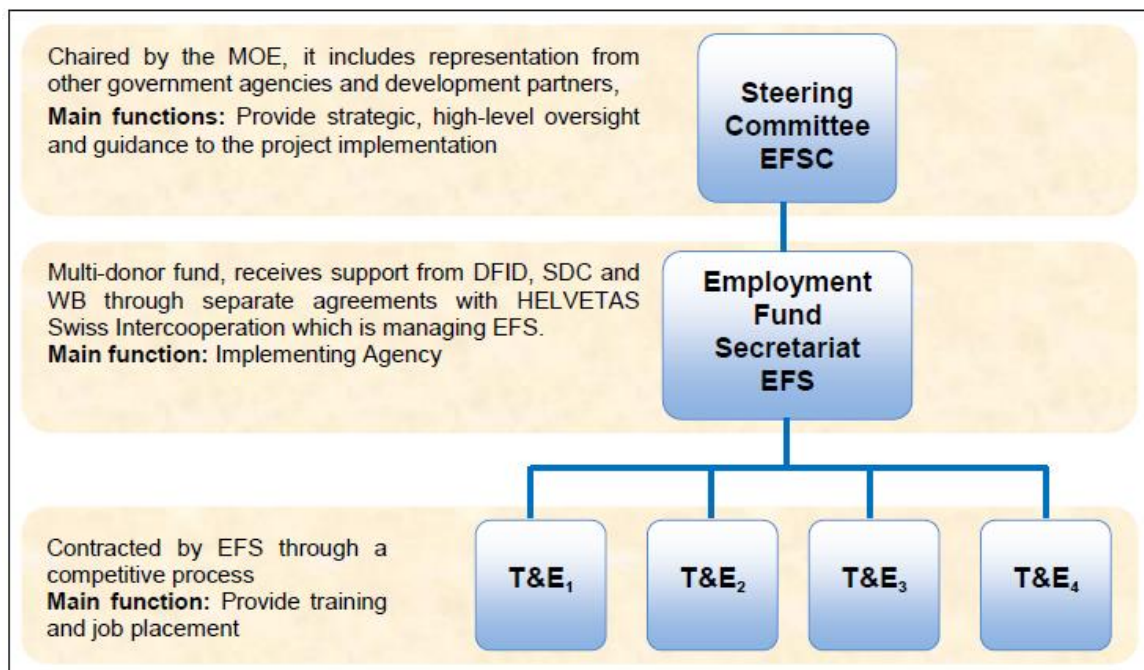 Chaired by the MOE, it includes representation from
other government agencies and development partners,
Main functions: Provide strategic, high-level oversight
and guidance to the project implementation
Steering
Committee
EFSC
Multi-donor fund, receives support from DFID, SDC and
WB through separate agreements with HELVETAS
Swiss Intercooperation which is managing EFS.
Main function: Implementing Agency
Employment
Fund
Secretariat
EFS
Contracted by EFS through a
competitive process
Main function: Provide training
and job placement
T&E₁
T&E₂
T&E₃
T&E₄